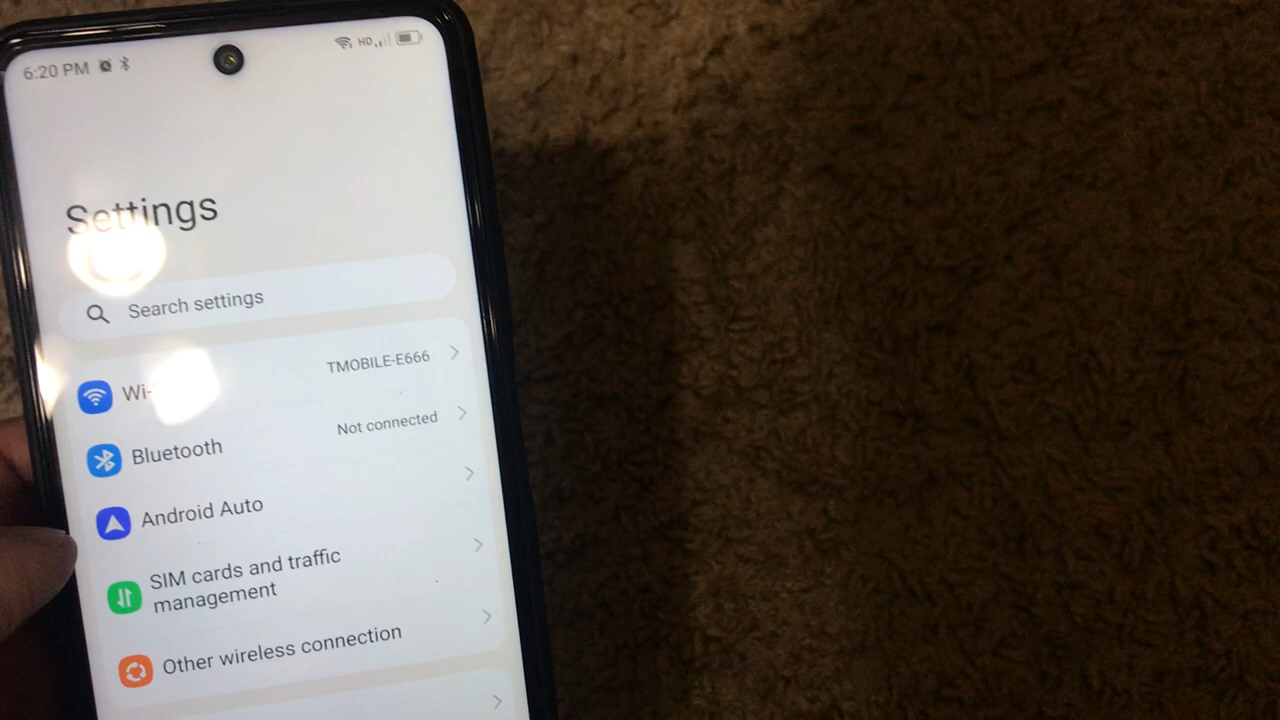 6:20 PM HD
Settings
Search settings
Wi- TMOBILE-E666
Bluetooth Not connected
Android Auto
SIM cards and traffic
management
Other wireless connection